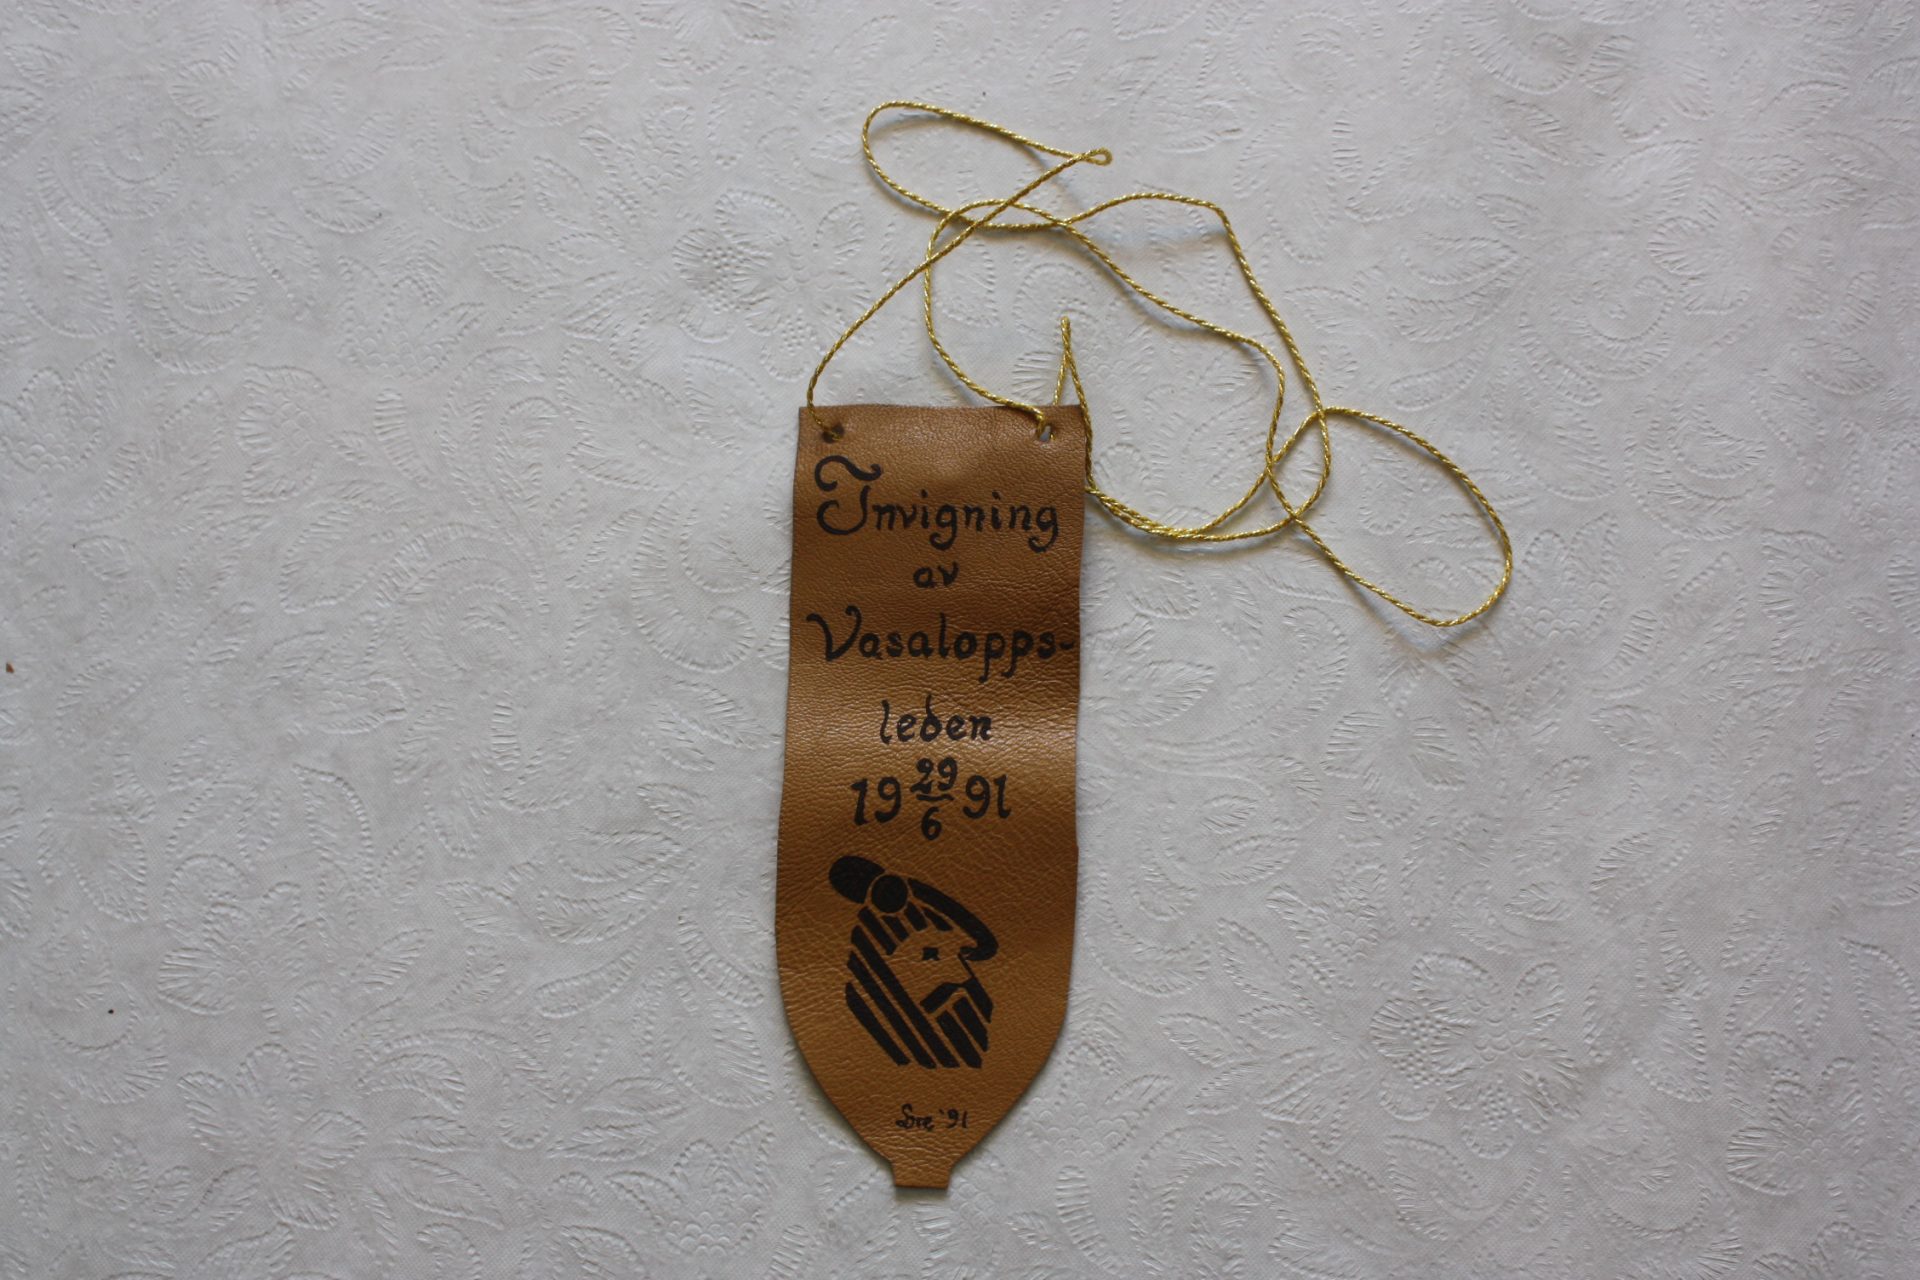 Invigning
av
Vasalopps-
leden
19 29/6 91
'91